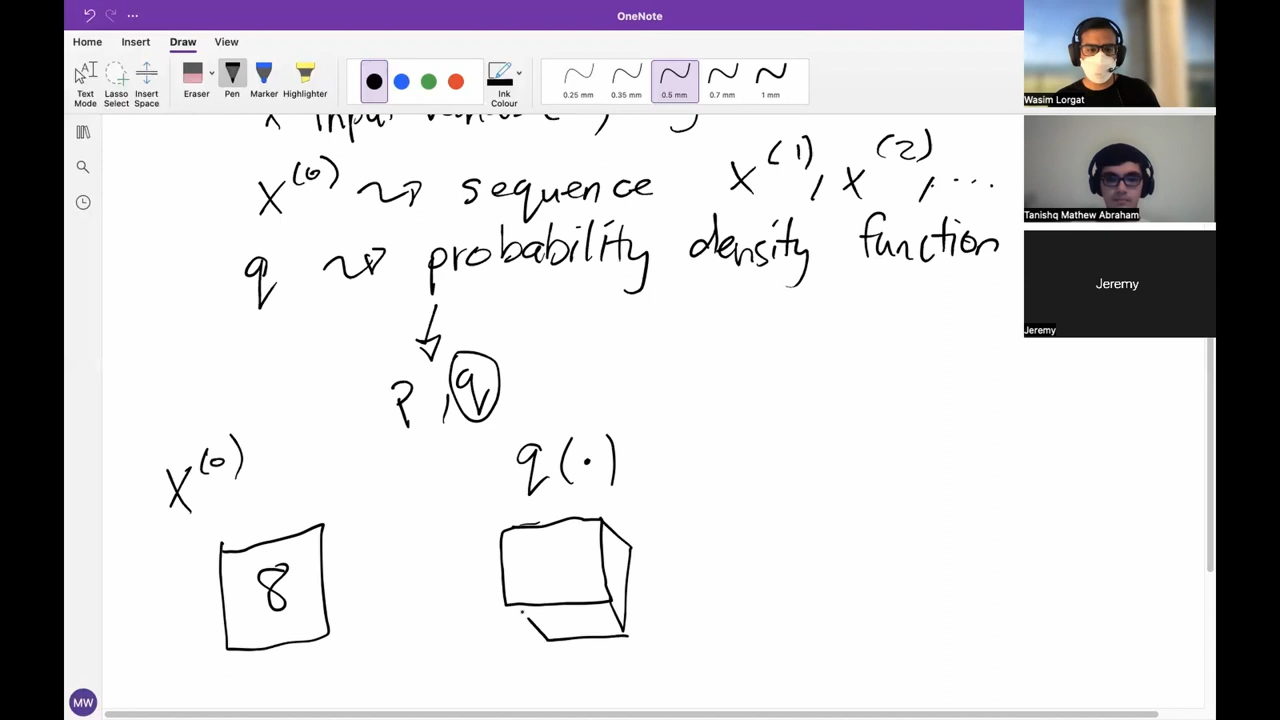 OneNote
Home Insert Draw View
Text Mode Lasso Select Insert Space Eraser Pen Marker Highlighter Ink Colour 0.25 mm 0.35 mm 0.5 mm 0.7 mm 1 mm
Wasim Lorgat
Tanishq Mathew Abraham
Jeremy
Jeremy
x input
x^(0) ⇝ sequence x^(1), x^(2), ...
q ⇝ probability density function
↓
P, q
x^(0) q(·)
8
MW